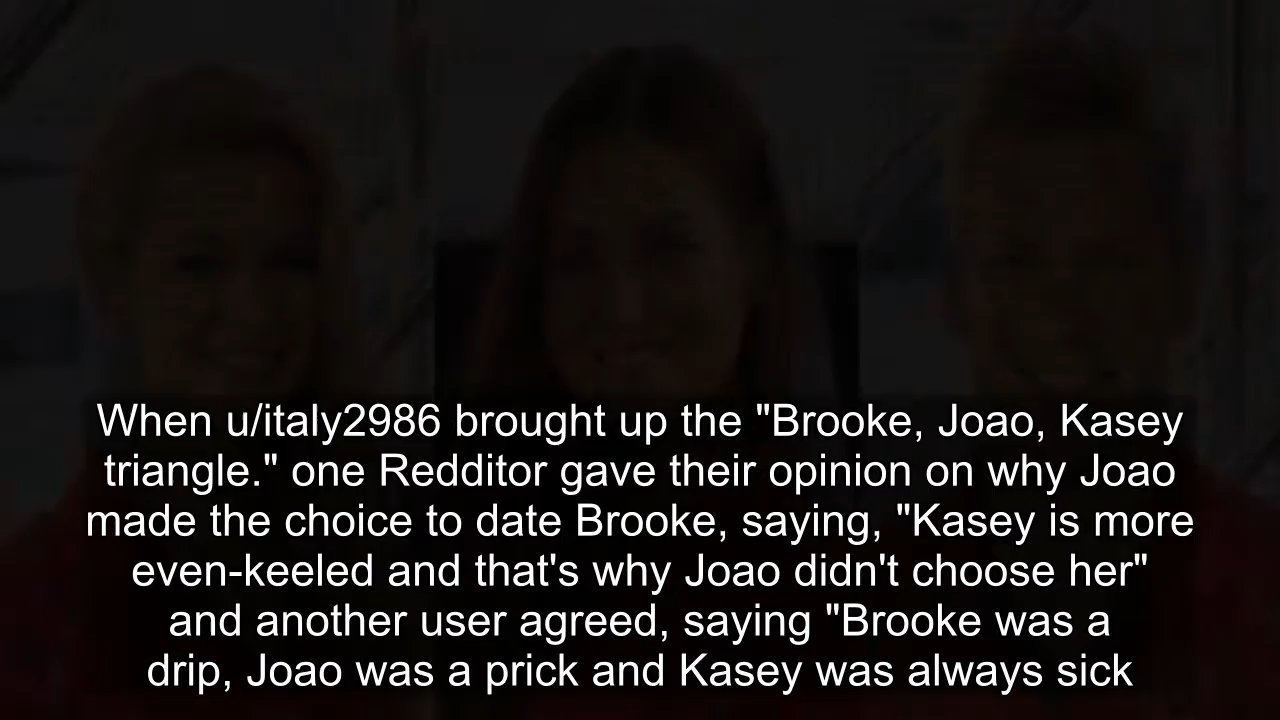 When u/italy2986 brought up the "Brooke, Joao, Kasey
triangle." one Redditor gave their opinion on why Joao
made the choice to date Brooke, saying, "Kasey is more
even-keeled and that's why Joao didn't choose her"
and another user agreed, saying "Brooke was a
drip, Joao was a prick and Kasey was always sick